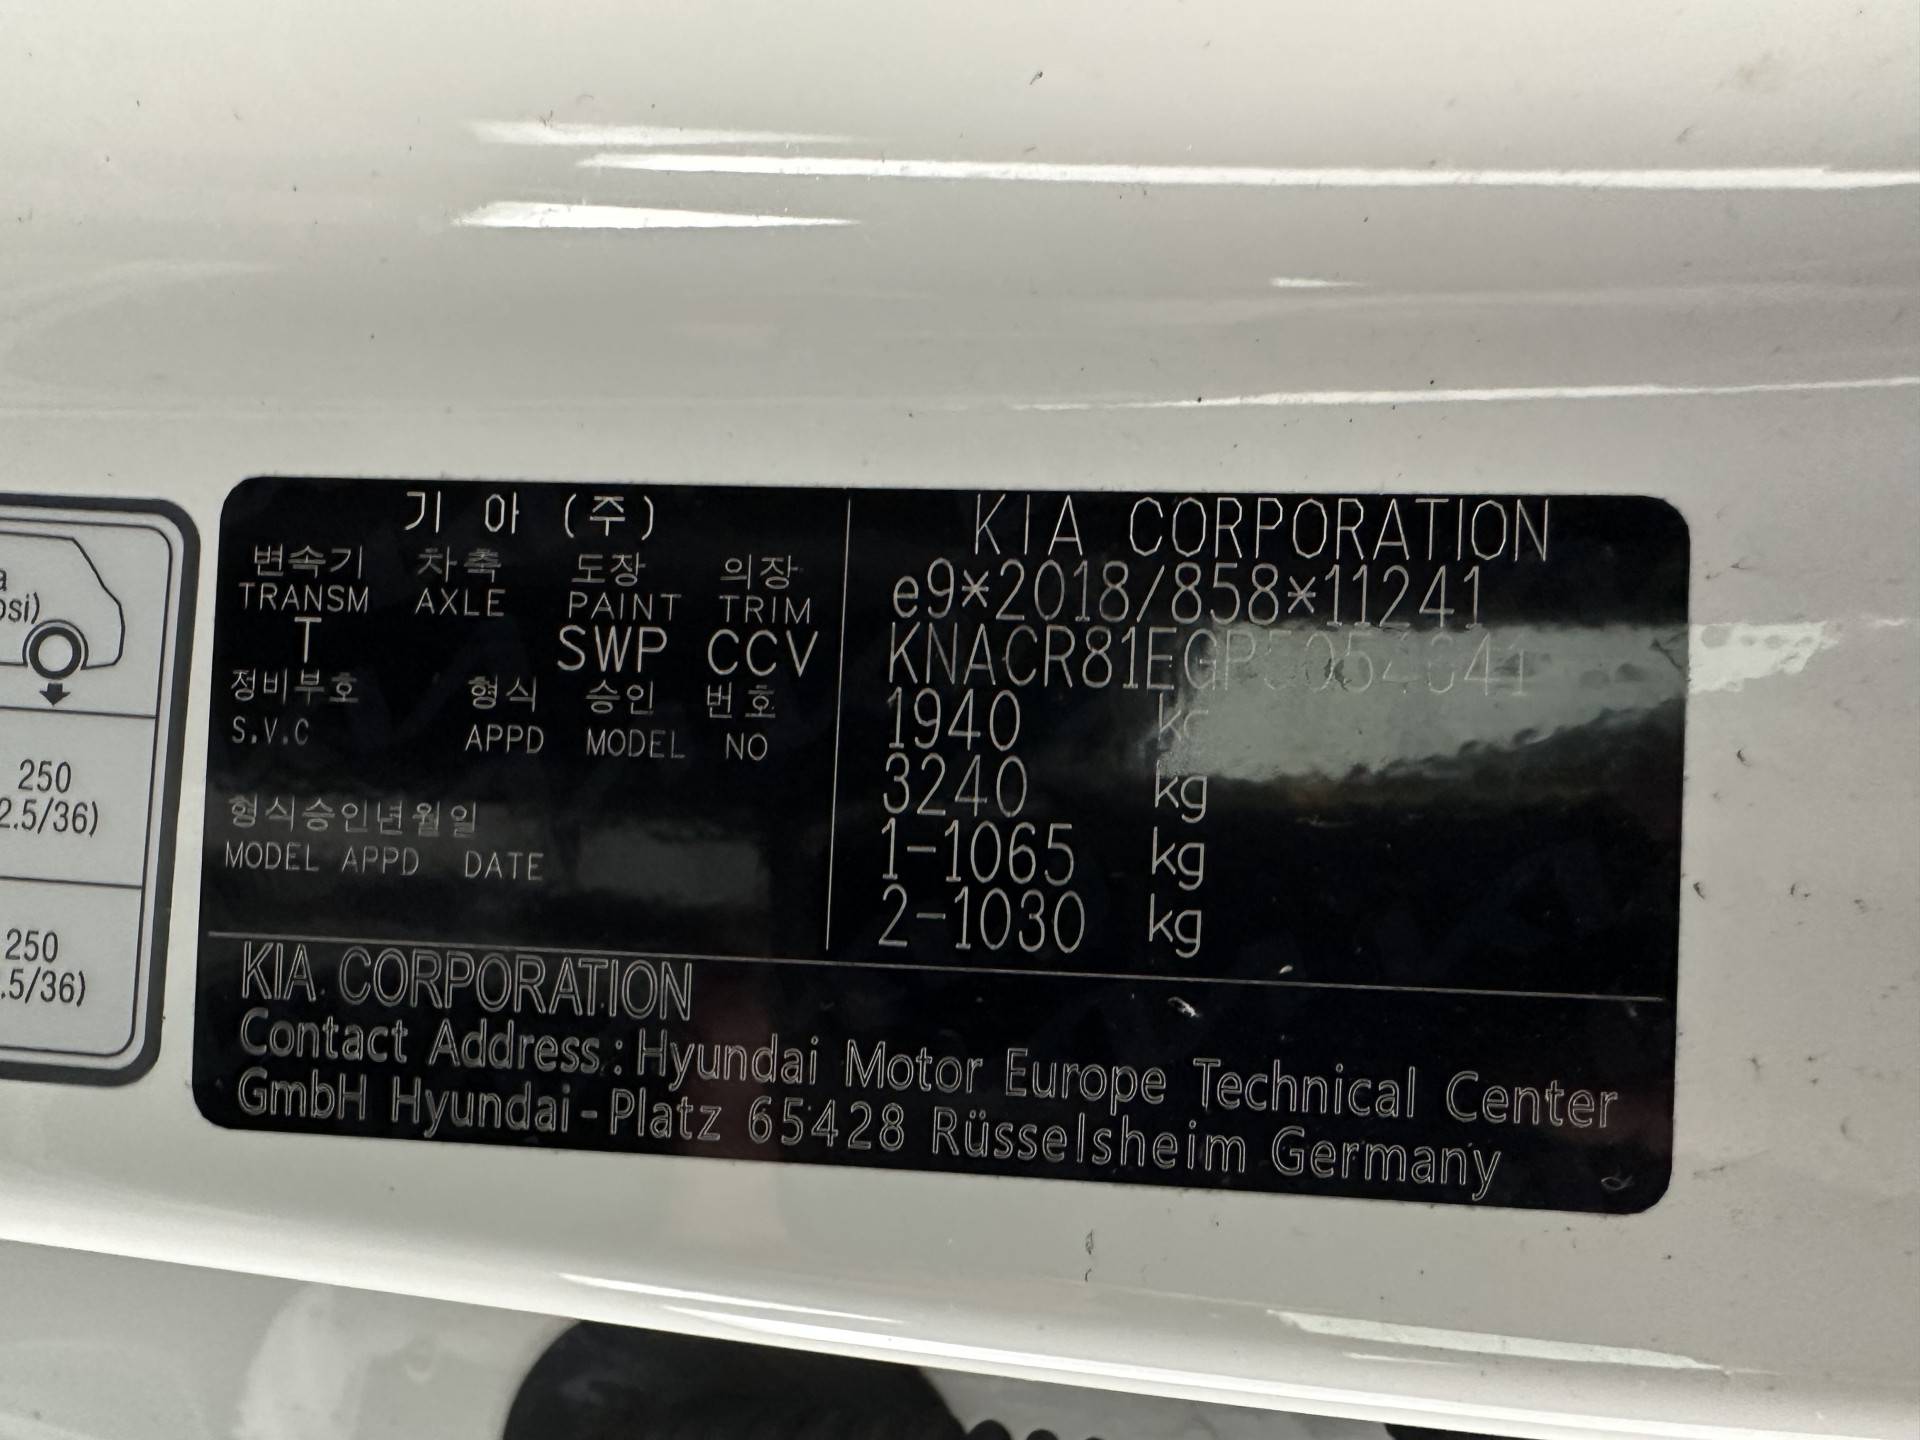 250
2.5/36)
250
.5/36)
기 아 (주)
변속기 차축 도장 의장
TRANSM AXLE PAINT TRIM
T SWP CCV
정비부호 형식 승인 번호
S.V.C APPD MODEL NO
형식승인년월일
MODEL APPD DATE
KIA CORPORATION
e9*2018/858*11241
1940 kg
3240 kg
1-1065 kg
2-1030 kg
KIA CORPORATION
Contact Address : Hyundai Motor Europe Technical Center
GmbH Hyundai-Platz 65428 Rüsselsheim Germany